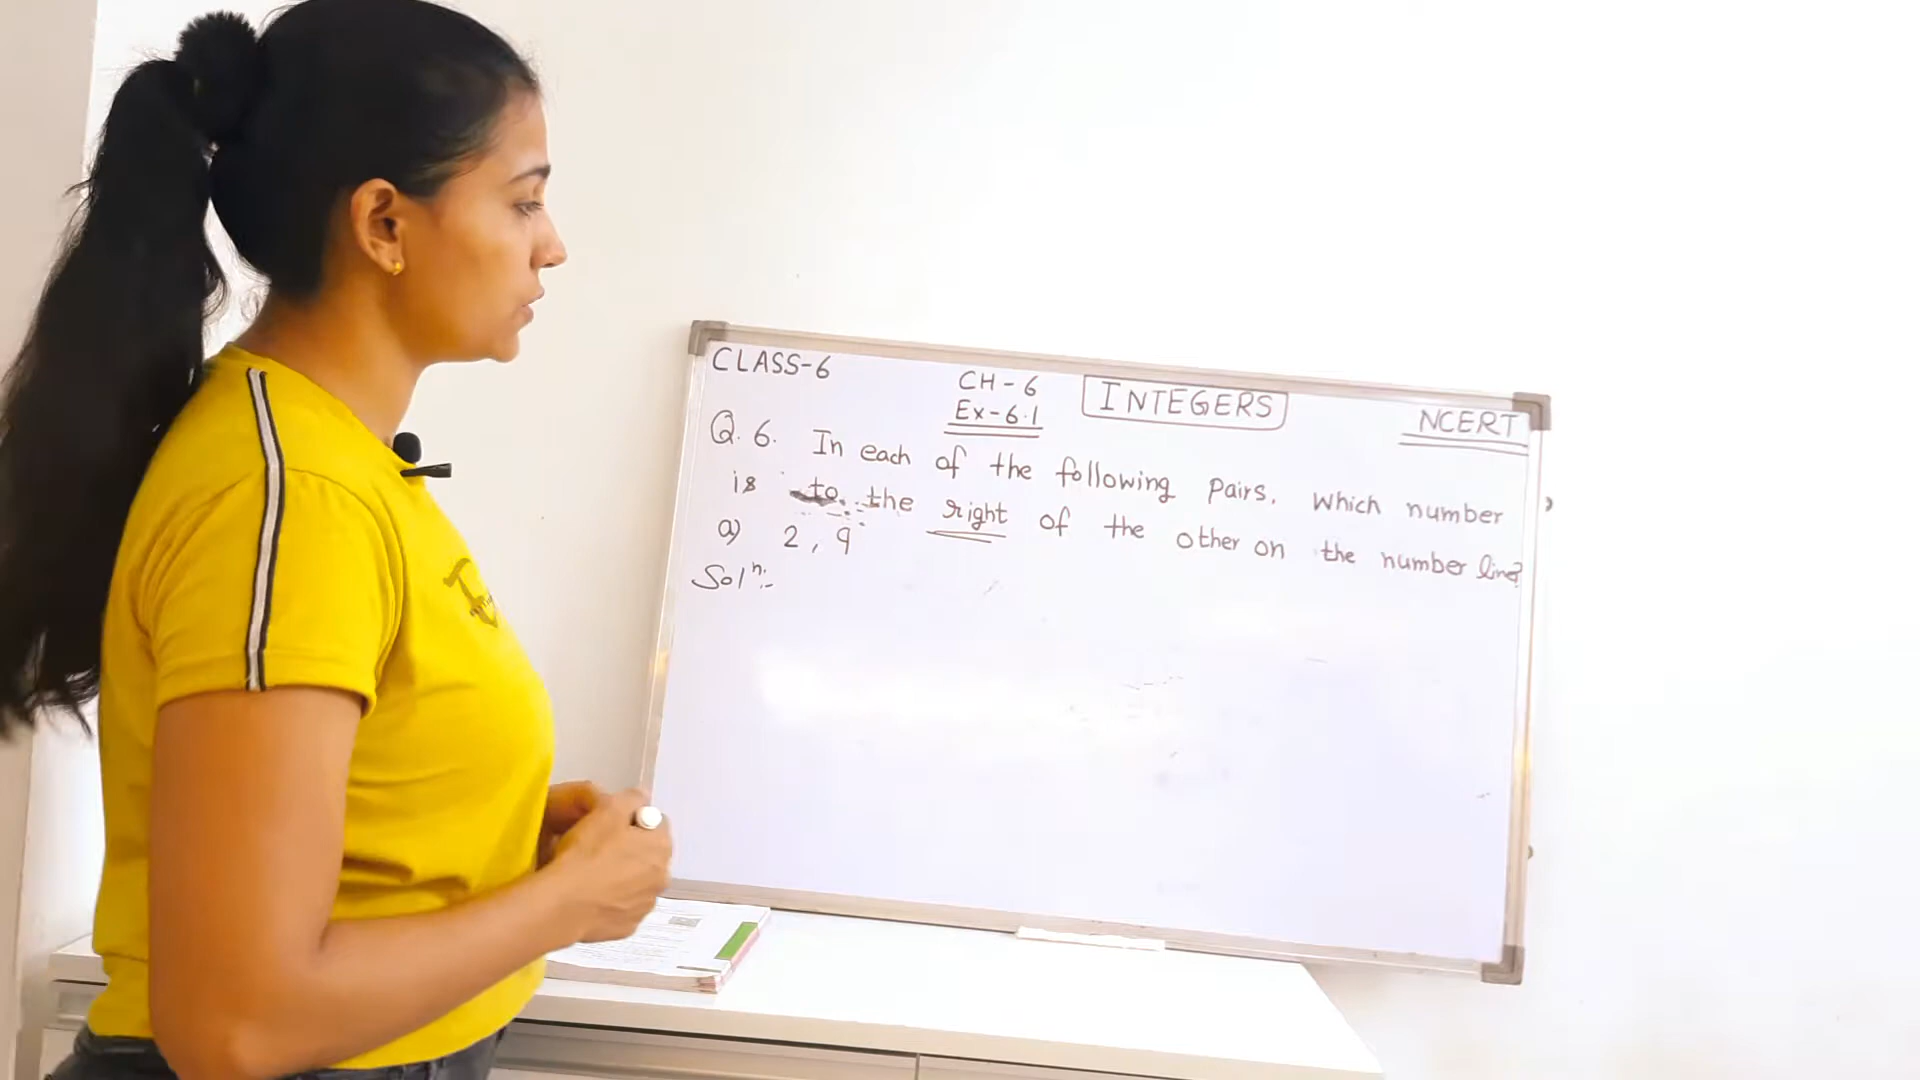 CLASS-6
CH-6
Ex-6.1
INTEGERS
NCERT
Q.6. In each of the following Pairs, which number
is to the right of the other on the number line?
a) 2, 9
Solⁿ:-